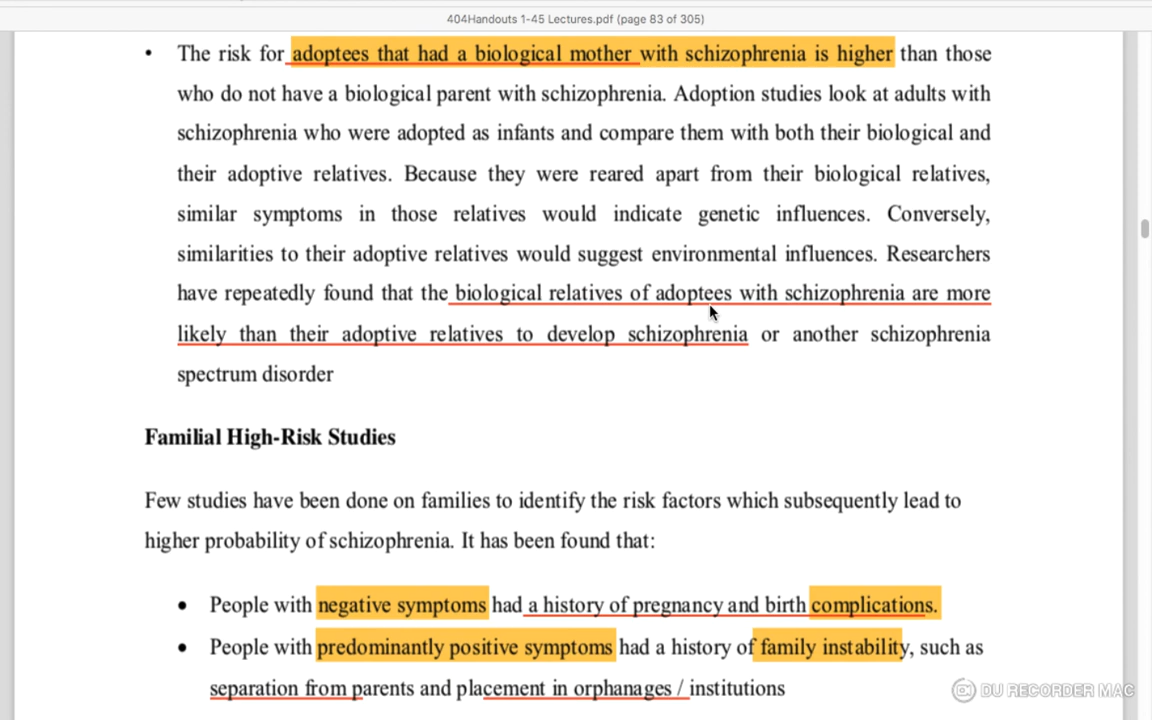 404Handouts 1-45 Lectures.pdf (page 83 of 305)
• The risk for adoptees that had a biological mother with schizophrenia is higher than those
who do not have a biological parent with schizophrenia. Adoption studies look at adults with
schizophrenia who were adopted as infants and compare them with both their biological and
their adoptive relatives. Because they were reared apart from their biological relatives,
similar symptoms in those relatives would indicate genetic influences. Conversely,
similarities to their adoptive relatives would suggest environmental influences. Researchers
have repeatedly found that the biological relatives of adoptees with schizophrenia are more
likely than their adoptive relatives to develop schizophrenia or another schizophrenia
spectrum disorder
Familial High-Risk Studies
Few studies have been done on families to identify the risk factors which subsequently lead to
higher probability of schizophrenia. It has been found that:
• People with negative symptoms had a history of pregnancy and birth complications.
• People with predominantly positive symptoms had a history of family instability, such as
separation from parents and placement in orphanages / institutions
DU RECORDER MAC